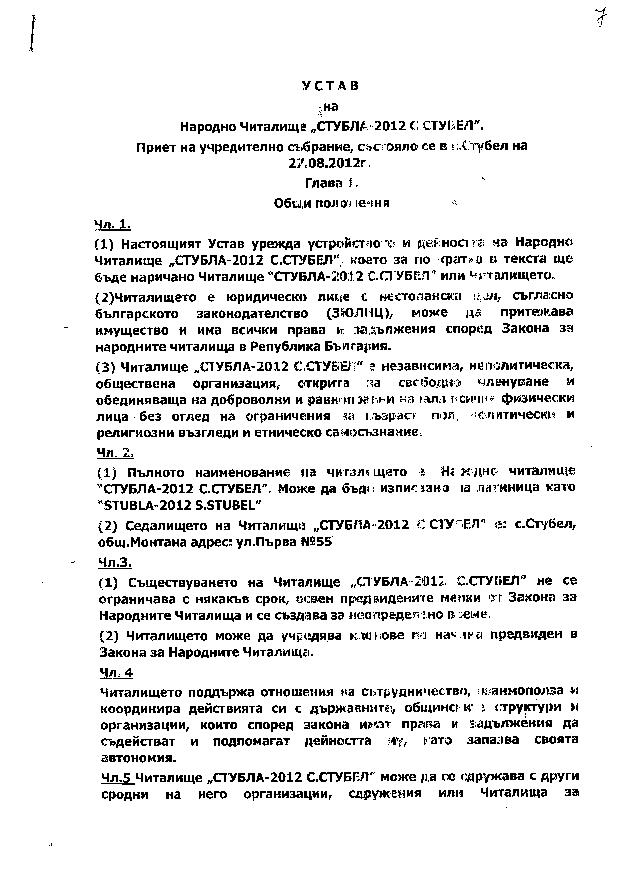 7
У С Т А В
на
Народно Читалище „СТУБЛА-2012 С.СТУБЕЛ".
Приет на учредително събрание, състояло се в с.Стубел на
27.08.2012г.
Глава I.
Общи положения
Чл. 1.
(1) Настоящият Устав урежда устройството и дейността на Народно
Читалище „СТУБЛА-2012 С.СТУБЕЛ", което за по кратко в текста ще
бъде наричано Читалище "СТУБЛА-2012 С.СТУБЕЛ" или Читалището.
(2)Читалището е юридическо лице с нестопанска цел, съгласно
българското законодателство (ЗЮЛНЦ), може да притежава
имущество и има всички права и задължения според Закона за
народните читалища в Република България.
(3) Читалище „СТУБЛА-2012 С.СТУБЕЛ" е независима, неполитическа,
обществена организация, открита за свободно членуване и
обединяваща на доброволни и равноправни начала всички физически
лица без оглед на ограничения за възраст, пол, политически и
религиозни възгледи и етническо самосъзнание.
Чл. 2.
(1) Пълното наименование на читалището е Народно читалище
"СТУБЛА-2012 С.СТУБЕЛ". Може да бъде изписвано на латиница като
"STUBLA-2012 S.STUBEL"
(2) Седалището на Читалище „СТУБЛА-2012 С.СТУБЕЛ" е: с.Стубел,
общ.Монтана адрес: ул.Първа №55
Чл.3.
(1) Съществуването на Читалище „СТУБЛА-2012. С.СТУБЕЛ" не се
ограничава с някакъв срок, освен предвидените мерки от Закона за
Народните Читалища и се създава за неопределено време.
(2) Читалището може да учредява клонове по начина предвиден в
Закона за Народните Читалища.
Чл. 4
Читалището поддържа отношения на сътрудничество, взаимополза и
координира действията си с държавните, общински структури и
организации, които според закона имат права и задължения да
съдействат и подпомагат дейността му, като запазва своята
автономия.
Чл.5 Читалище „СТУБЛА-2012 С.СТУБЕЛ" може да се сдружава с други
сродни на него организации, сдружения или Читалища за